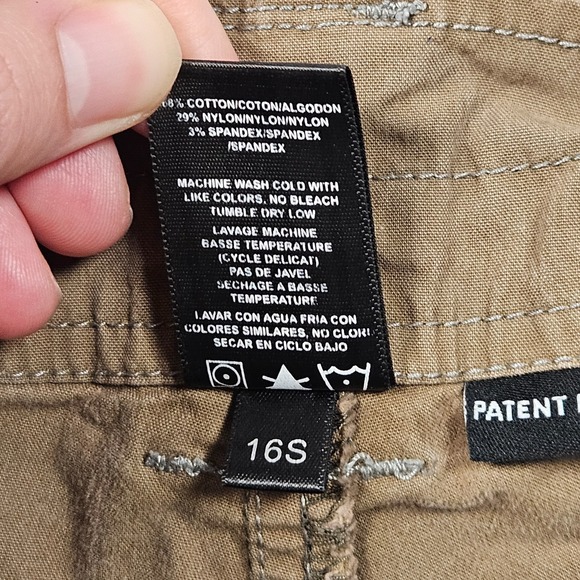 68% COTTON/COTON/ALGODON
29% NYLON/NYLON/NYLON
3% SPANDEX/SPANDEX
/SPANDEX
MACHINE WASH COLD WITH
LIKE COLORS. NO BLEACH
TUMBLE DRY LOW
LAVAGE MACHINE
BASSE TEMPERATURE
(CYCLE DELICAT)
PAS DE JAVEL
SECHAGE A BASSE
TEMPERATURE
LAVAR CON AGUA FRIA CON
COLORES SIMILARES, NO CLOR
SECAR EN CICLO BAJO
16S
PATENT